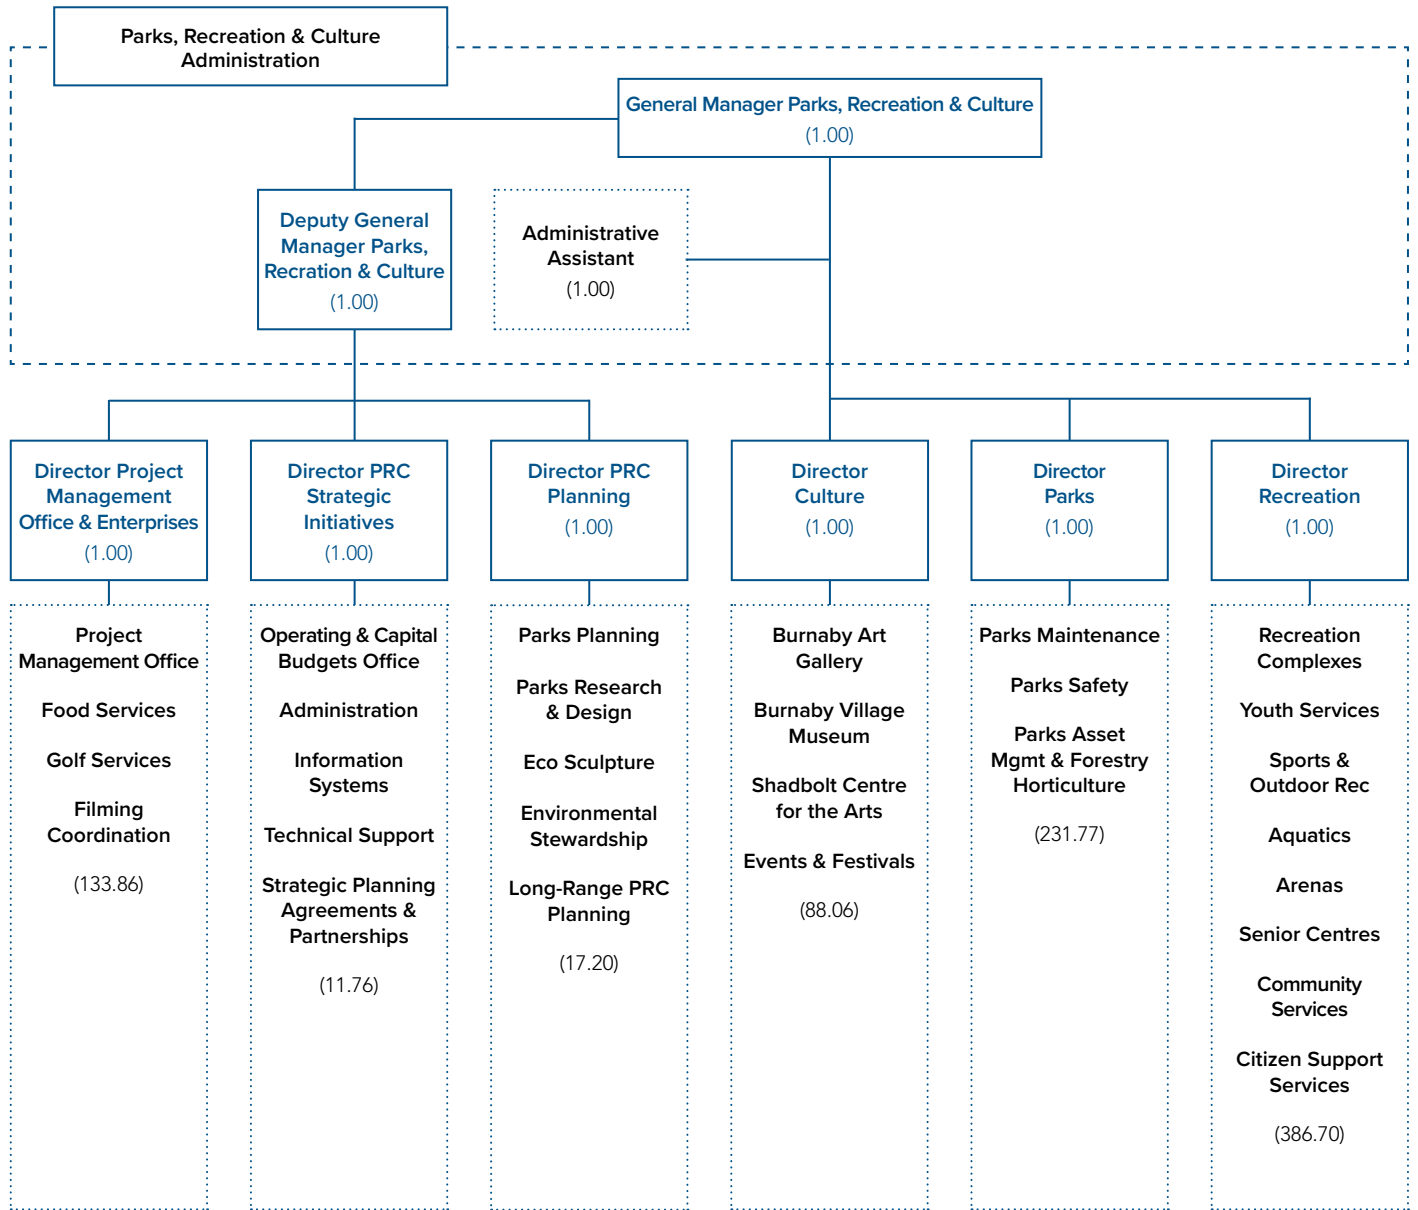 Parks, Recreation & Culture
Administration
General Manager Parks, Recreation & Culture
(1.00)
Deputy General
Manager Parks,
Recration & Culture
(1.00)
Administrative
Assistant
(1.00)
Director Project
Management
Office & Enterprises
(1.00)
Director PRC
Strategic
Initiatives
(1.00)
Director PRC
Planning
(1.00)
Director
Culture
(1.00)
Director
Parks
(1.00)
Director
Recreation
(1.00)
Project
Management Office
Food Services
Golf Services
Filming
Coordination
(133.86)
Operating & Capital
Budgets Office
Administration
Information
Systems
Technical Support
Strategic Planning
Agreements &
Partnerships
(11.76)
Parks Planning
Parks Research
& Design
Eco Sculpture
Environmental
Stewardship
Long-Range PRC
Planning
(17.20)
Burnaby Art
Gallery
Burnaby Village
Museum
Shadbolt Centre
for the Arts
Events & Festivals
(88.06)
Parks Maintenance
Parks Safety
Parks Asset
Mgmt & Forestry
Horticulture
(231.77)
Recreation
Complexes
Youth Services
Sports &
Outdoor Rec
Aquatics
Arenas
Senior Centres
Community
Services
Citizen Support
Services
(386.70)